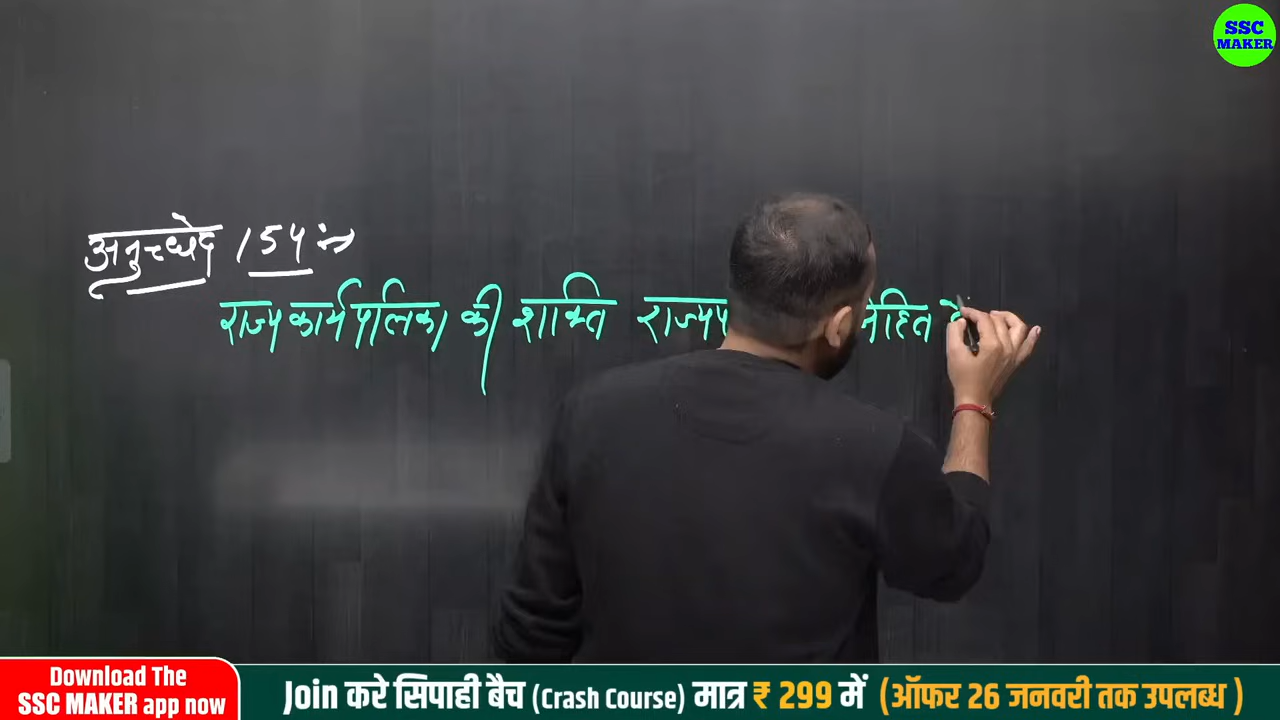 SSC
MAKER
अनुच्छेद 154 :→
राज्य कार्यपालिका की शक्ति राज्यप निहित
Download The
SSC MAKER app now
Join करे सिपाही बैच (Crash Course) मात्र ₹ 299 में (ऑफर 26 जनवरी तक उपलब्ध )